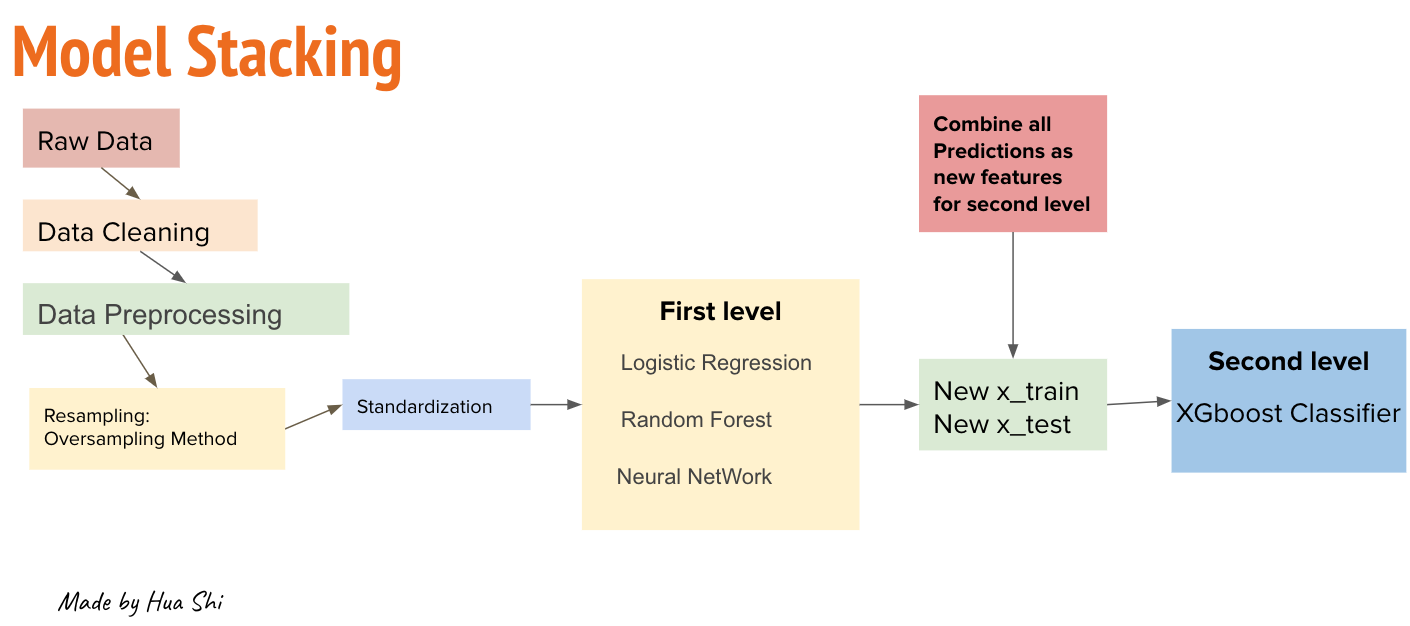 Model Stacking
Raw Data
Data Cleaning
Data Preprocessing
Resampling:
Oversampling Method
Standardization
First level
Logistic Regression
Random Forest
Neural NetWork
Combine all
Predictions as
new features
for second level
New x_train
New x_test
Second level
XGboost Classifier
Made by Hua Shi